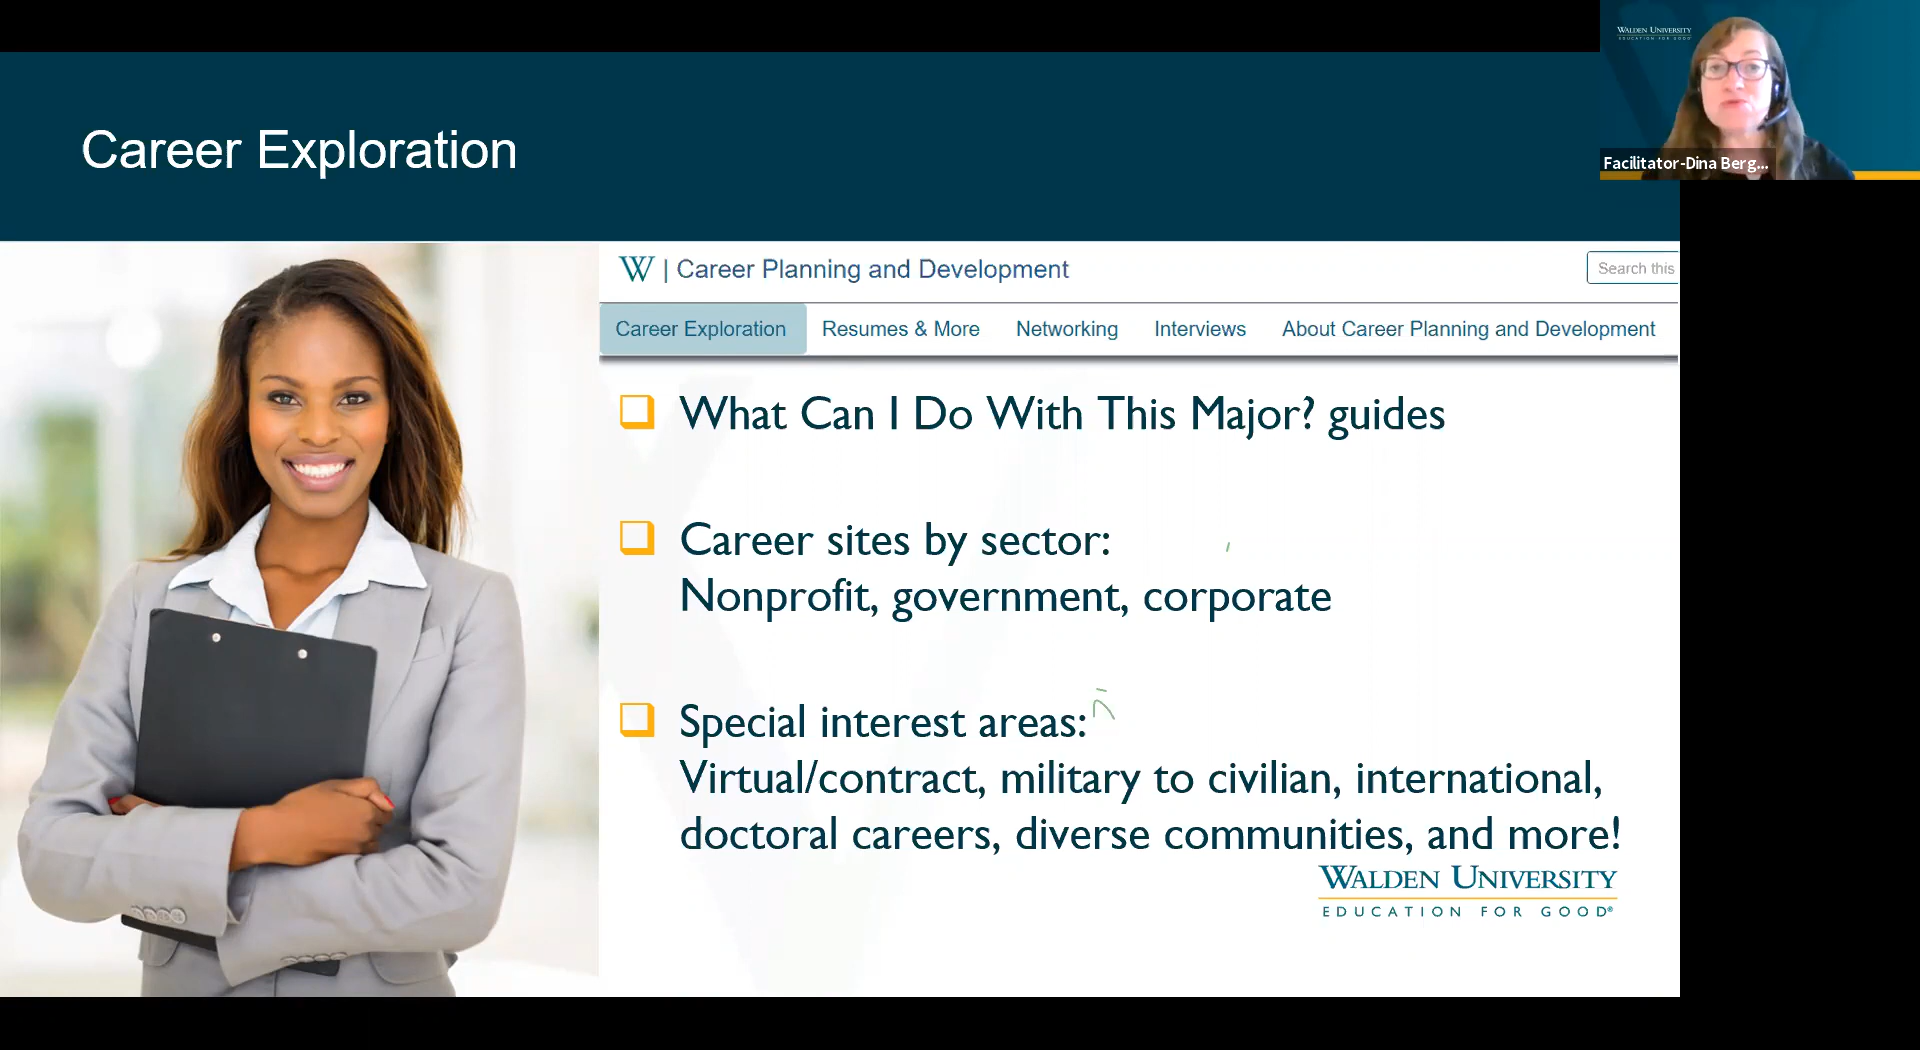 WALDEN UNIVERSITY
EDUCATION FOR GOOD
Facilitator-Dina Berg...
Career Exploration
W | Career Planning and Development
Search this
Career Exploration Resumes & More Networking Interviews About Career Planning and Development
What Can I Do With This Major? guides
Career sites by sector:
Nonprofit, government, corporate
Special interest areas:
Virtual/contract, military to civilian, international,
doctoral careers, diverse communities, and more!
WALDEN UNIVERSITY
EDUCATION FOR GOOD®